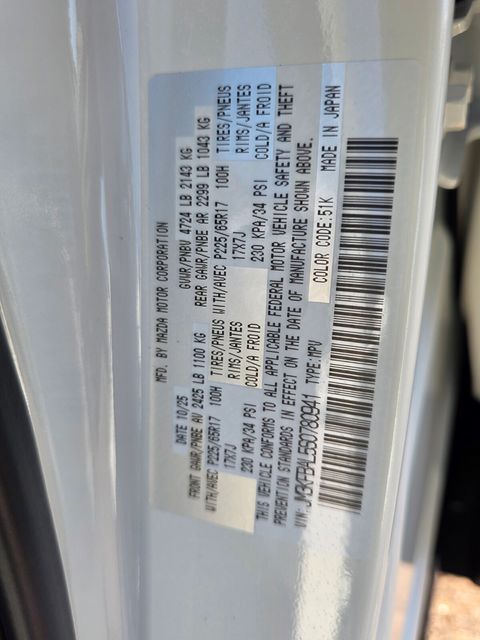 MFD. BY MAZDA MOTOR CORPORATION
DATE 10/25 GVWR/PNBV 4724 LB 2143 KG
FRONT GAWR/PNBE AV 2425 LB 1100 KG REAR GAWR/PNBE AR 2299 LB 1043 KG
WITH/AVEC P225/65R17 100H TIRES/PNEUS WITH/AVEC P225/65R17 100H TIRES/PNEUS
17X7J RIMS/JANTES 17X7J RIMS/JANTES
230 KPA/34 PSI COLD/A FROID 230 KPA/34 PSI COLD/A FROID
THIS VEHICLE CONFORMS TO ALL APPLICABLE FEDERAL MOTOR VEHICLE SAFETY AND THEFT
PREVENTION STANDARDS IN EFFECT ON THE DATE OF MANUFACTURE SHOWN ABOVE.
VIN: TYPE: MPV COLOR CODE: 51K MADE IN JAPAN